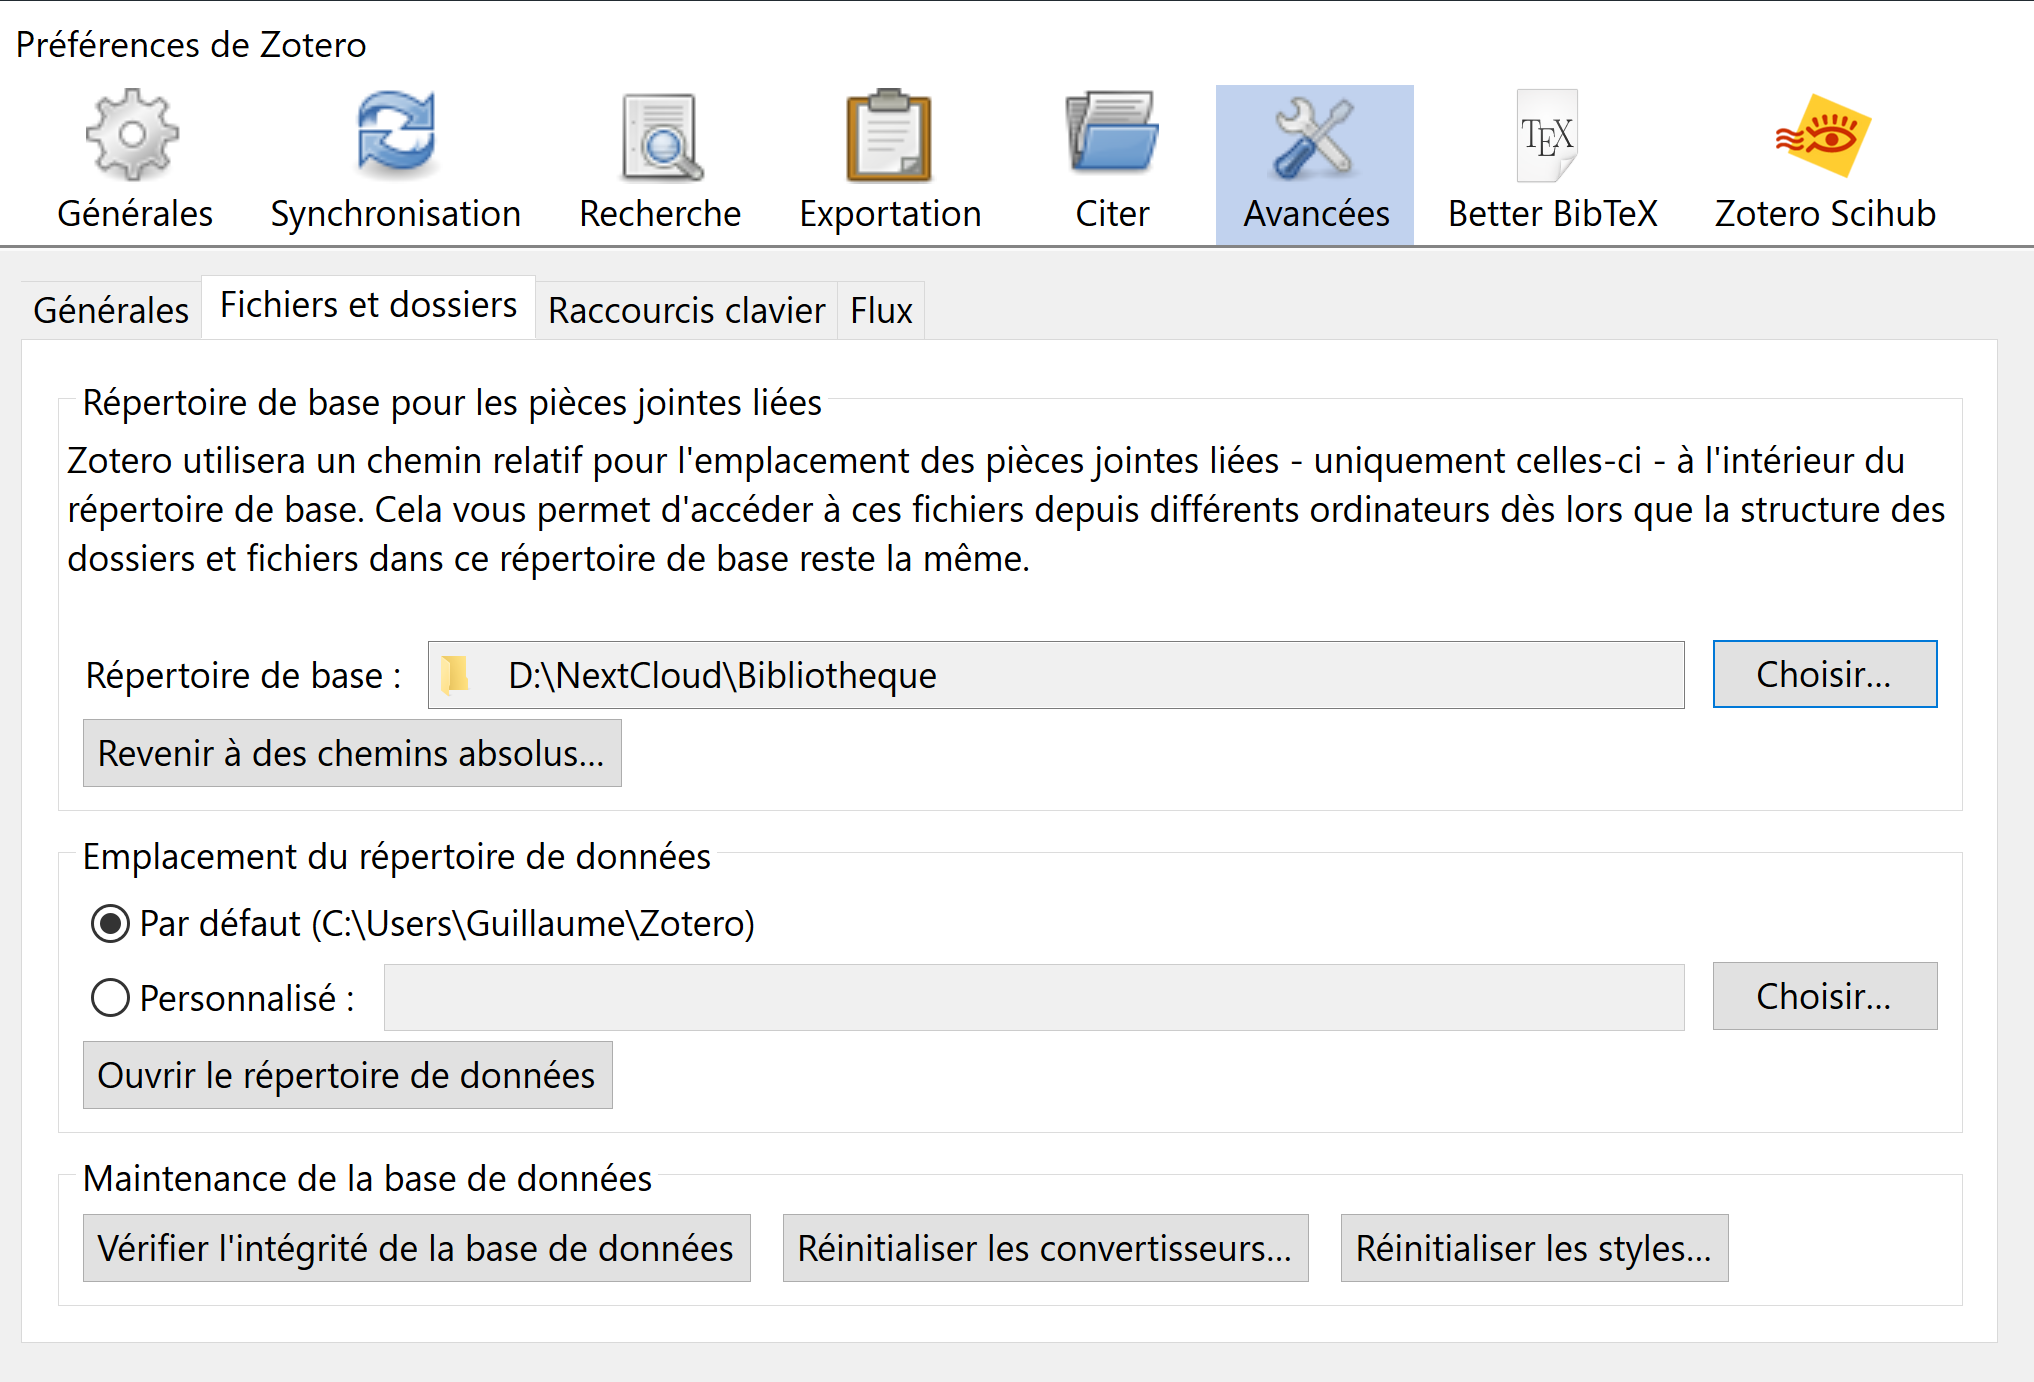 Préférences de Zotero
Générales
Synchronisation
Recherche
Exportation
Citer
Avancées
TEX
Better BibTeX
Zotero Scihub
Générales
Fichiers et dossiers
Raccourcis clavier
Flux
Répertoire de base pour les pièces jointes liées
Zotero utilisera un chemin relatif pour l'emplacement des pièces jointes liées - uniquement celles-ci - à l'intérieur du
répertoire de base. Cela vous permet d'accéder à ces fichiers depuis différents ordinateurs dès lors que la structure des
dossiers et fichiers dans ce répertoire de base reste la même.
Répertoire de base :
D:\NextCloud\Bibliotheque
Choisir...
Revenir à des chemins absolus...
Emplacement du répertoire de données
Par défaut (C:\Users\Guillaume\Zotero)
Personnalisé :
Choisir...
Ouvrir le répertoire de données
Maintenance de la base de données
Vérifier l'intégrité de la base de données
Réinitialiser les convertisseurs...
Réinitialiser les styles...